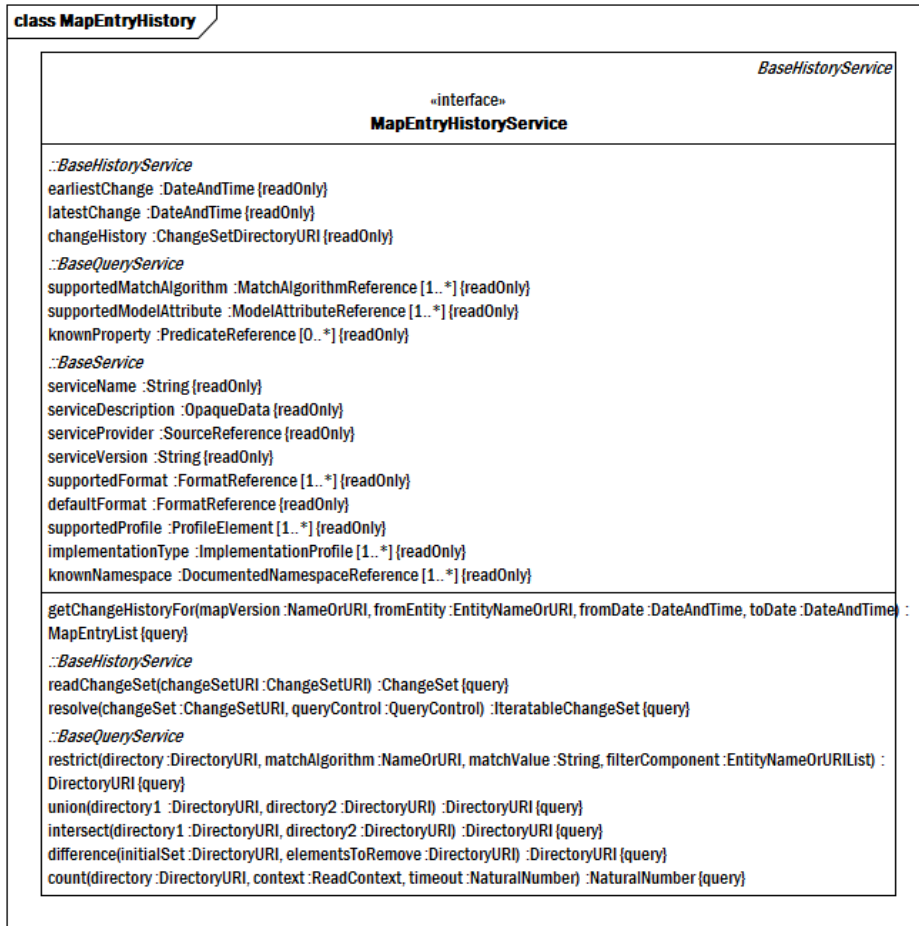 class MapEntryHistory
BaseHistoryService
«interface»
MapEntryHistoryService
::BaseHistoryService
earliestChange :DateAndTime {readOnly}
latestChange :DateAndTime {readOnly}
changeHistory :ChangeSetDirectoryURI {readOnly}
::BaseQueryService
supportedMatchAlgorithm :MatchAlgorithmReference [1..*] {readOnly}
supportedModelAttribute :ModelAttributeReference [1..*] {readOnly}
knownProperty :PredicateReference [0..*] {readOnly}
::BaseService
serviceName :String {readOnly}
serviceDescription :OpaqueData {readOnly}
serviceProvider :SourceReference {readOnly}
serviceVersion :String {readOnly}
supportedFormat :FormatReference [1..*] {readOnly}
defaultFormat :FormatReference {readOnly}
supportedProfile :ProfileElement [1..*] {readOnly}
implementationType :ImplementationProfile [1..*] {readOnly}
knownNamespace :DocumentedNamespaceReference [1..*] {readOnly}
getChangeHistoryFor(mapVersion :NameOrURI, fromEntity :EntityNameOrURI, fromDate :DateAndTime, toDate :DateAndTime) :
MapEntryList {query}
::BaseHistoryService
readChangeSet(changeSetURI :ChangeSetURI) :ChangeSet {query}
resolve(changeSet :ChangeSetURI, queryControl :QueryControl) :IteratableChangeSet {query}
::BaseQueryService
restrict(directory :DirectoryURI, matchAlgorithm :NameOrURI, matchValue :String, filterComponent :EntityNameOrURIList) :
DirectoryURI {query}
union(directory1 :DirectoryURI, directory2 :DirectoryURI) :DirectoryURI {query}
intersect(directory1 :DirectoryURI, directory2 :DirectoryURI) :DirectoryURI {query}
difference(initialSet :DirectoryURI, elementsToRemove :DirectoryURI) :DirectoryURI {query}
count(directory :DirectoryURI, context :ReadContext, timeout :NaturalNumber) :NaturalNumber {query}